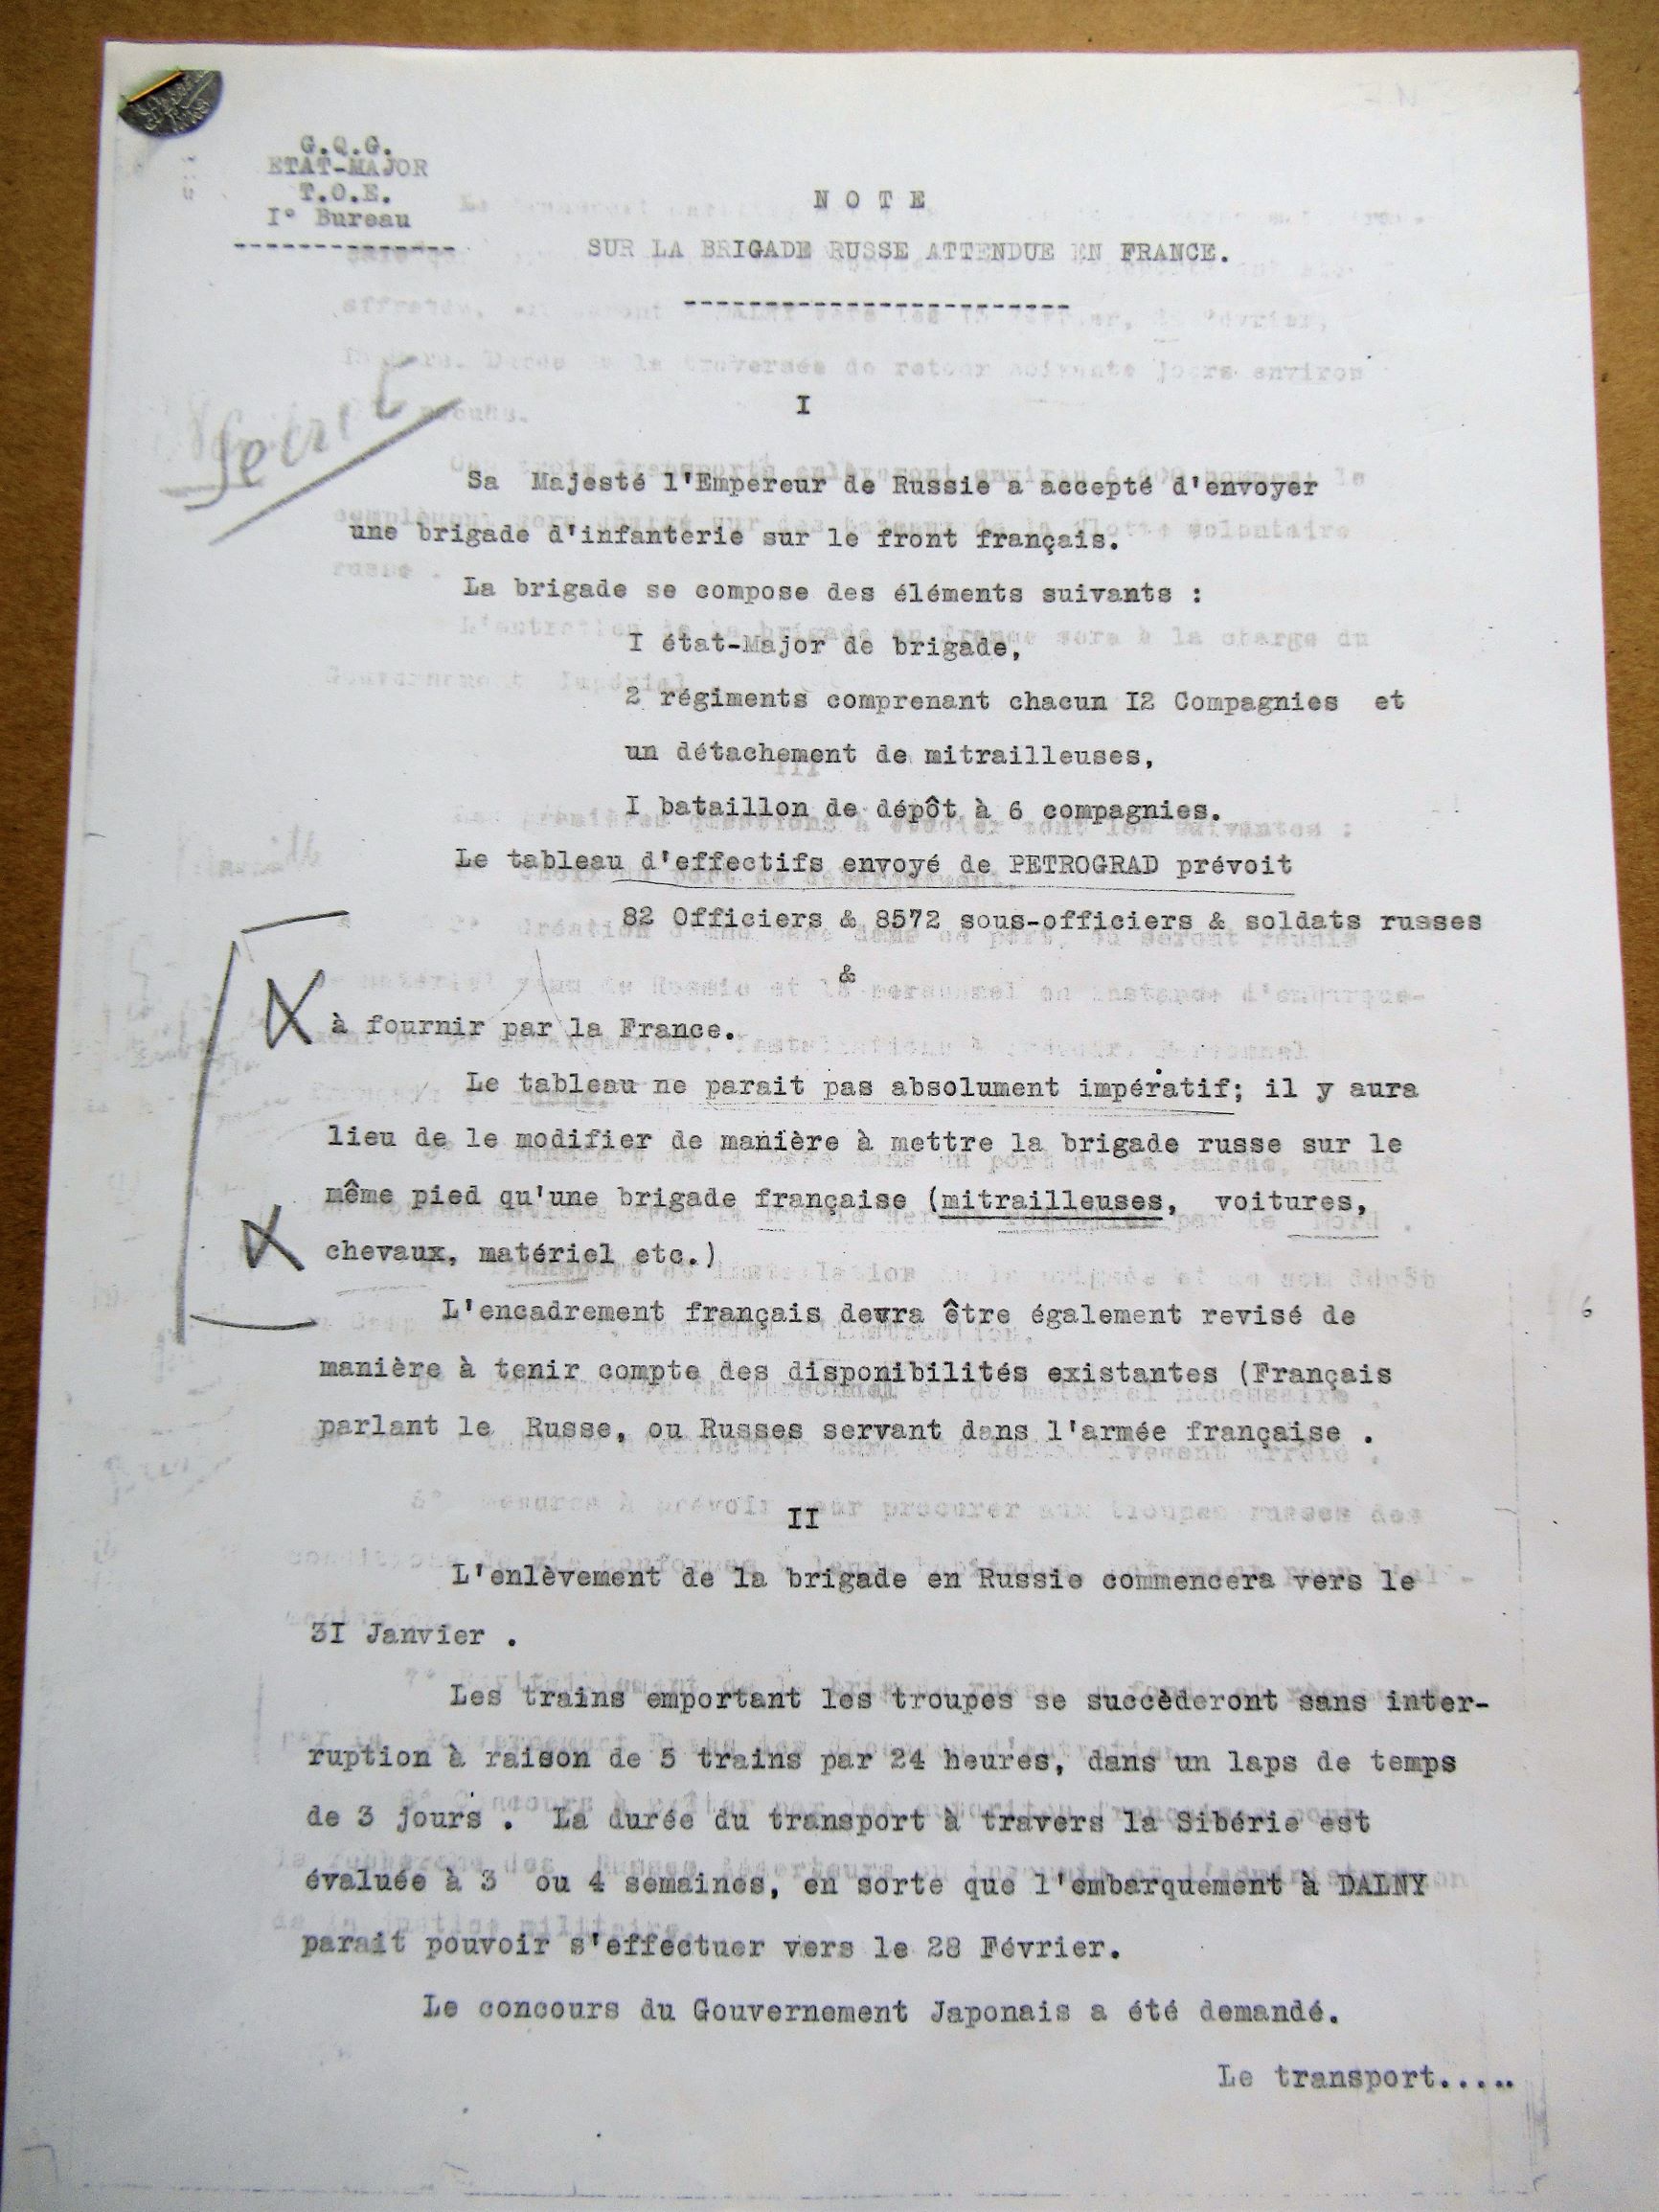 G.Q.G.
ETAT-MAJOR
T.O.E.
I° Bureau
N O T E
SUR LA BRIGADE RUSSE ATTENDUE EN FRANCE.
Secret
I
Sa Majesté l'Empereur de Russie a accepté d'envoyer
une brigade d'infanterie sur le front français.
La brigade se compose des éléments suivants :
I état-Major de brigade,
2 régiments comprenant chacun I2 Compagnies et
un détachement de mitrailleuses,
I bataillon de dépôt à 6 compagnies.
Le tableau d'effectifs envoyé de PETROGRAD prévoit
82 Officiers & 8572 sous-officiers & soldats russes
&
à fournir par la France.
Le tableau ne parait pas absolument impératif; il y aura
lieu de le modifier de manière à mettre la brigade russe sur le
même pied qu'une brigade française (mitrailleuses, voitures,
chevaux, matériel etc.)
L'encadrement français devra être également revisé de
manière à tenir compte des disponibilités existantes (Français
parlant le Russe, ou Russes servant dans l'armée française .
II
L'enlèvement de la brigade en Russie commencera vers le
3I Janvier .
Les trains emportant les troupes se succèderont sans inter-
ruption à raison de 5 trains par 24 heures, dans un laps de temps
de 3 jours . La durée du transport à travers la Sibérie est
évaluée à 3 ou 4 semaines, en sorte que l'embarquement à DALNY
parait pouvoir s'effectuer vers le 28 Février.
Le concours du Gouvernement Japonais a été demandé.
Le transport.....